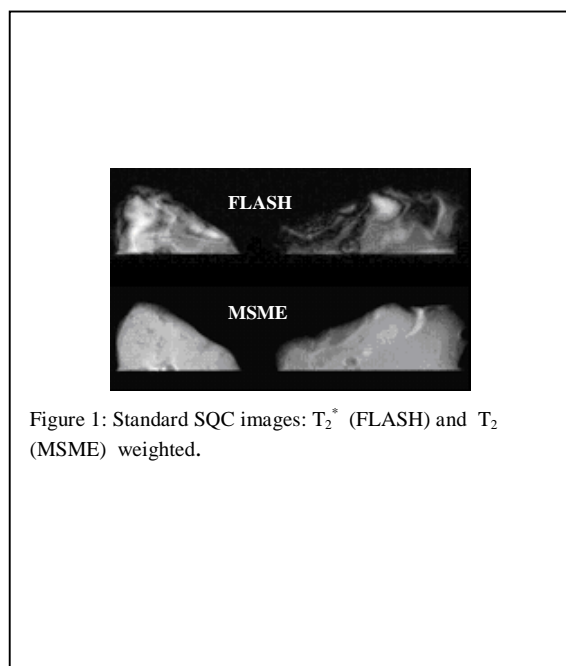 FLASH
MSME
Figure 1: Standard SQC images: T₂* (FLASH) and T₂
(MSME) weighted.